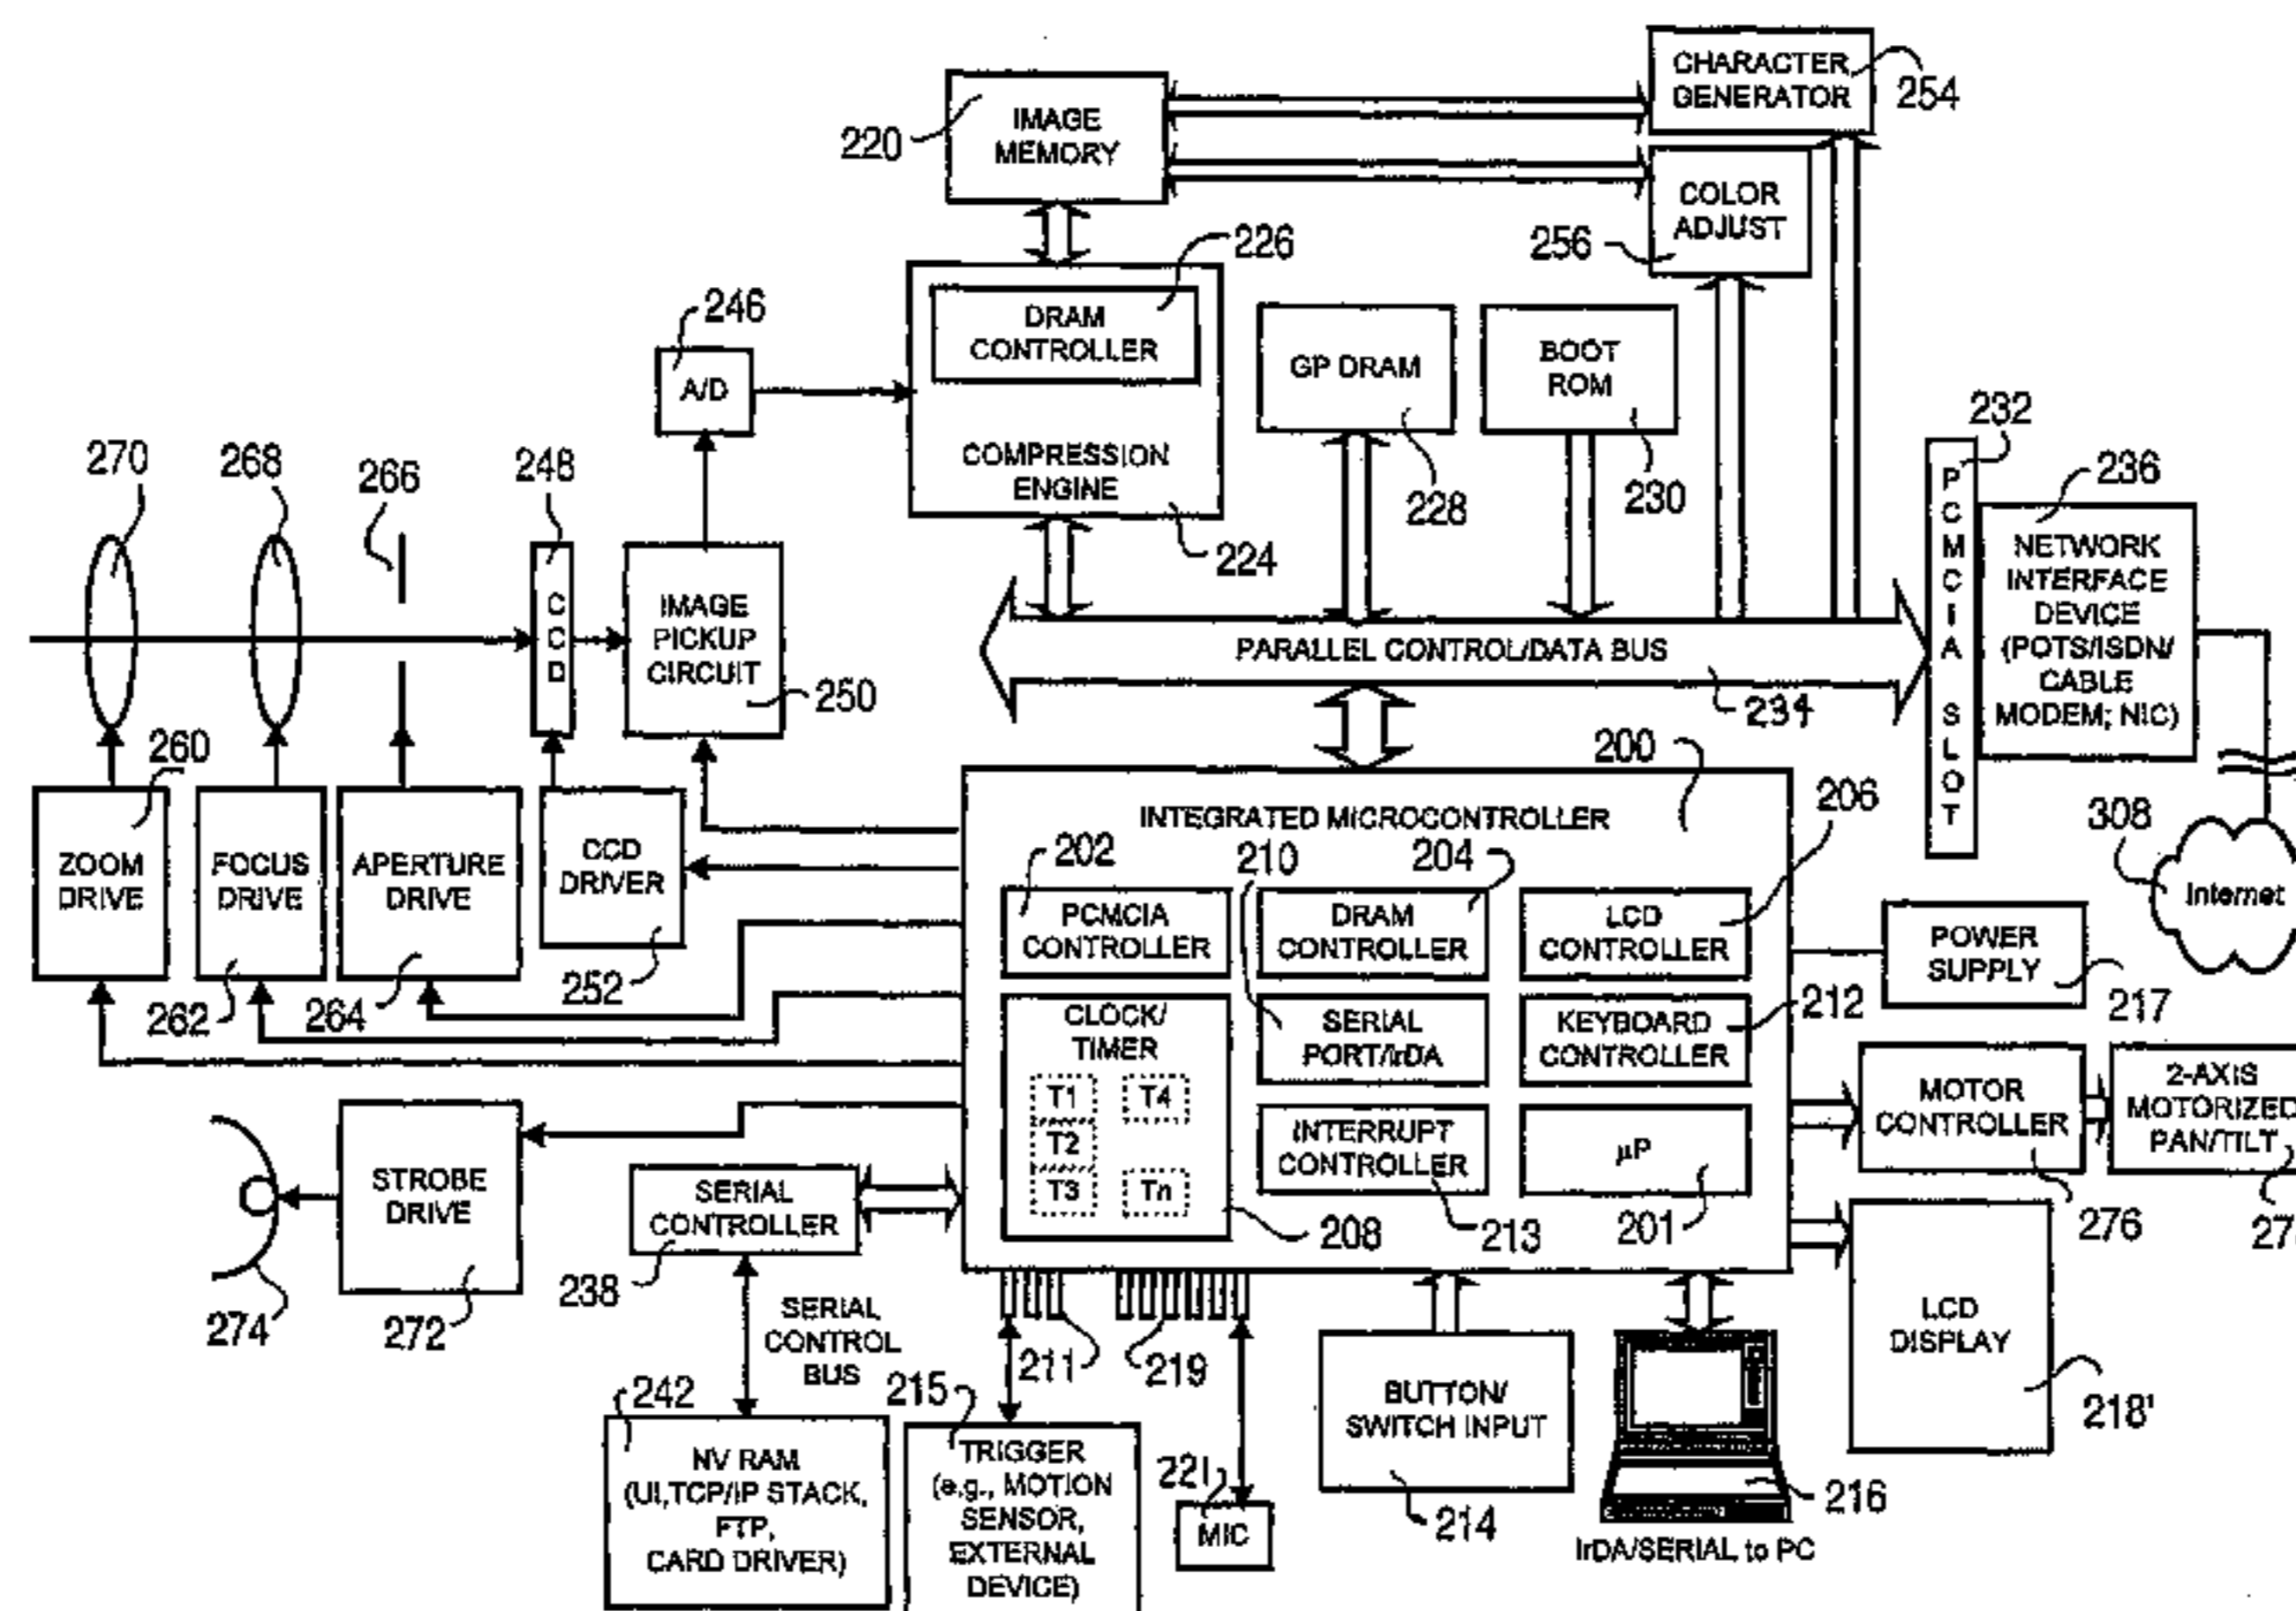 CHARACTER
GENERATOR
254
IMAGE
MEMORY
220
COLOR
ADJUST
256
226
DRAM
CONTROLLER
COMPRESSION
ENGINE
224
246
A/D
GP DRAM
228
BOOT
ROM
230
232
PCMCIA SLOT
236
NETWORK
INTERFACE
DEVICE
(POTS/ISDN/
CABLE
MODEM; NIC)
270
268
266
248
CCD
IMAGE
PICKUP
CIRCUIT
250
PARALLEL CONTROL/DATA BUS
234
260
ZOOM
DRIVE
FOCUS
DRIVE
262
APERTURE
DRIVE
264
CCD
DRIVER
252
200
INTEGRATED MICROCONTROLLER
202
PCMCIA
CONTROLLER
204
DRAM
CONTROLLER
206
LCD
CONTROLLER
210
CLOCK/
TIMER
T1
T4
T2
T3
Tn
208
SERIAL
PORT/IrDA
KEYBOARD
CONTROLLER
212
INTERRUPT
CONTROLLER
213
µP
201
308
Internet
POWER
SUPPLY
217
MOTOR
CONTROLLER
276
2-AXIS
MOTORIZED
PAN/TILT
STROBE
DRIVE
272
274
SERIAL
CONTROLLER
238
SERIAL
CONTROL
BUS
242
NV RAM
(UI,TCP/IP STACK,
FTP,
CARD DRIVER)
211
219
215
TRIGGER
(e.g., MOTION
SENSOR,
EXTERNAL
DEVICE)
221
MIC
BUTTON/
SWITCH INPUT
214
216
IrDA/SERIAL to PC
LCD
DISPLAY
218'